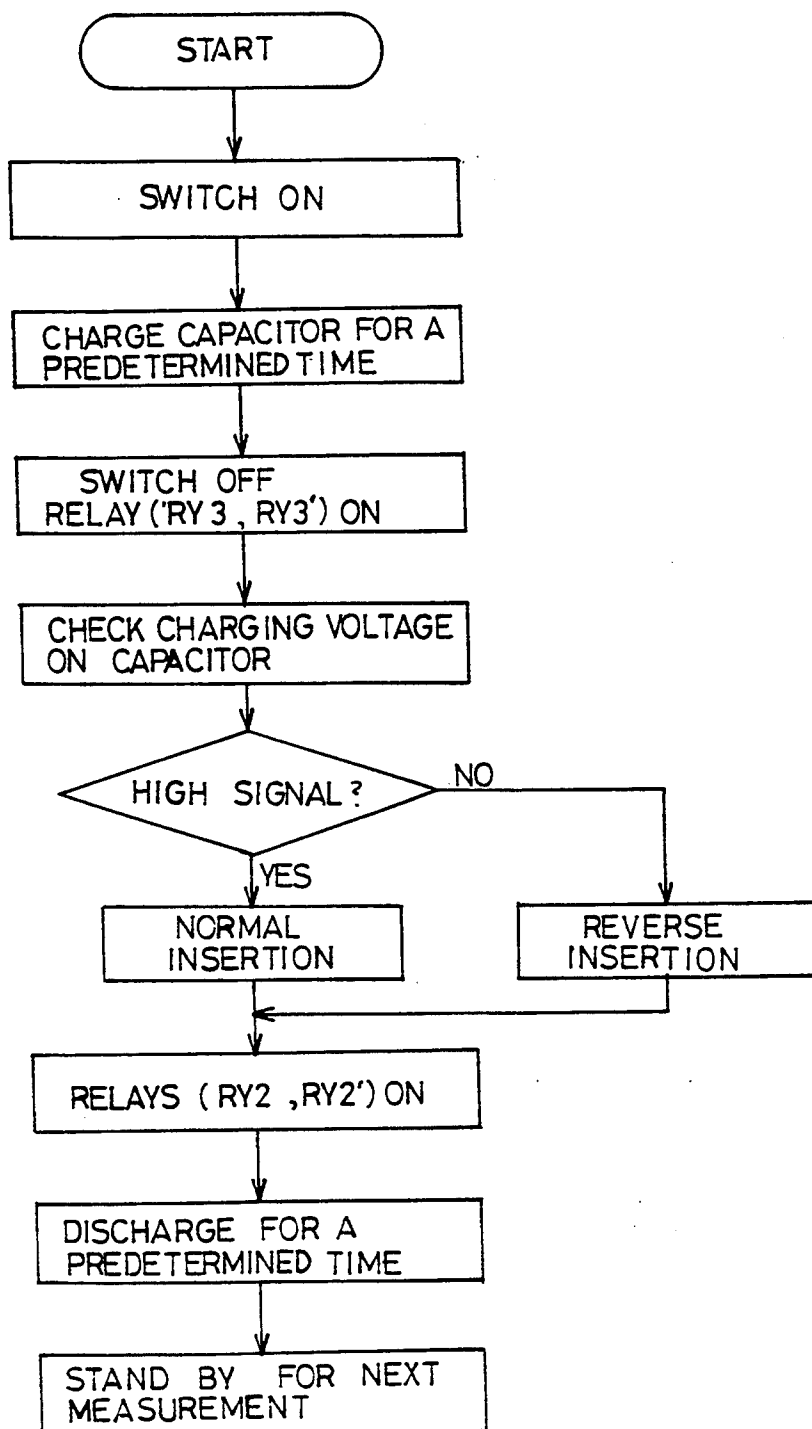 START
SWITCH ON
CHARGE CAPACITOR FOR A
PREDETERMINED TIME
SWITCH OFF
RELAY ('RY3, RY3') ON
CHECK CHARGING VOLTAGE
ON CAPACITOR
HIGH SIGNAL?
NO
YES
NORMAL
INSERTION
REVERSE
INSERTION
RELAYS (RY2, RY2') ON
DISCHARGE FOR A
PREDETERMINED TIME
STAND BY FOR NEXT
MEASUREMENT